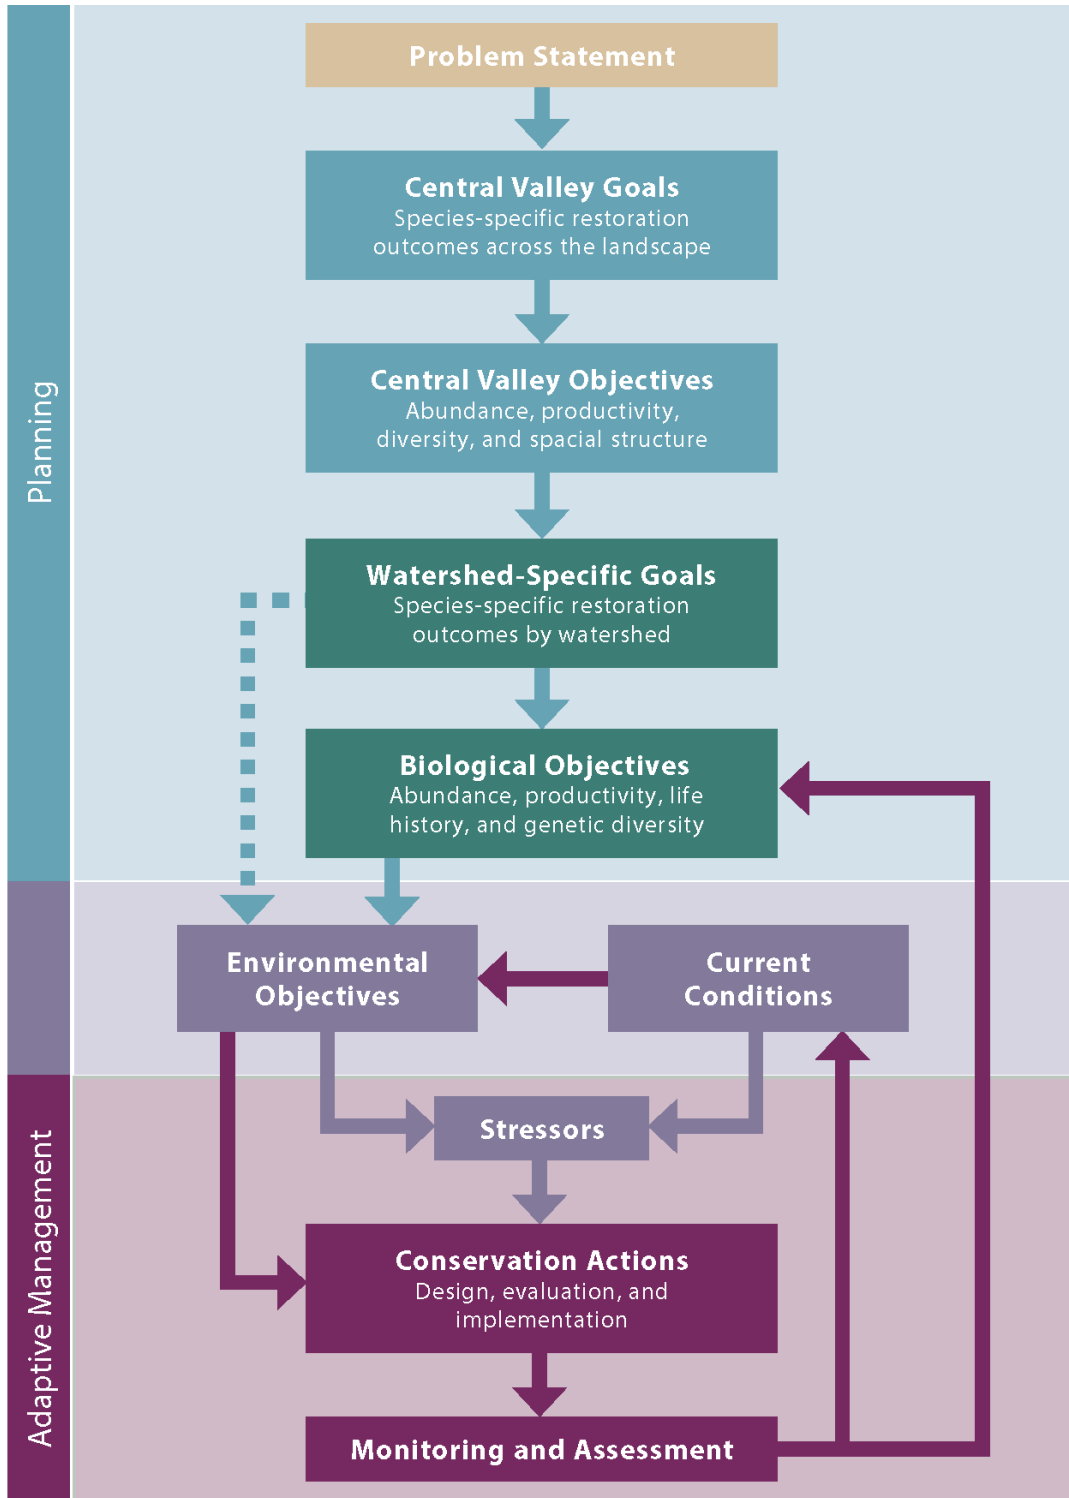 Planning
Problem Statement
Central Valley Goals
Species-specific restoration
outcomes across the landscape
Central Valley Objectives
Abundance, productivity,
diversity, and spacial structure
Watershed-Specific Goals
Species-specific restoration
outcomes by watershed
Biological Objectives
Abundance, productivity, life
history, and genetic diversity
Environmental
Objectives
Current
Conditions
Adaptive Management
Stressors
Conservation Actions
Design, evaluation, and
implementation
Monitoring and Assessment